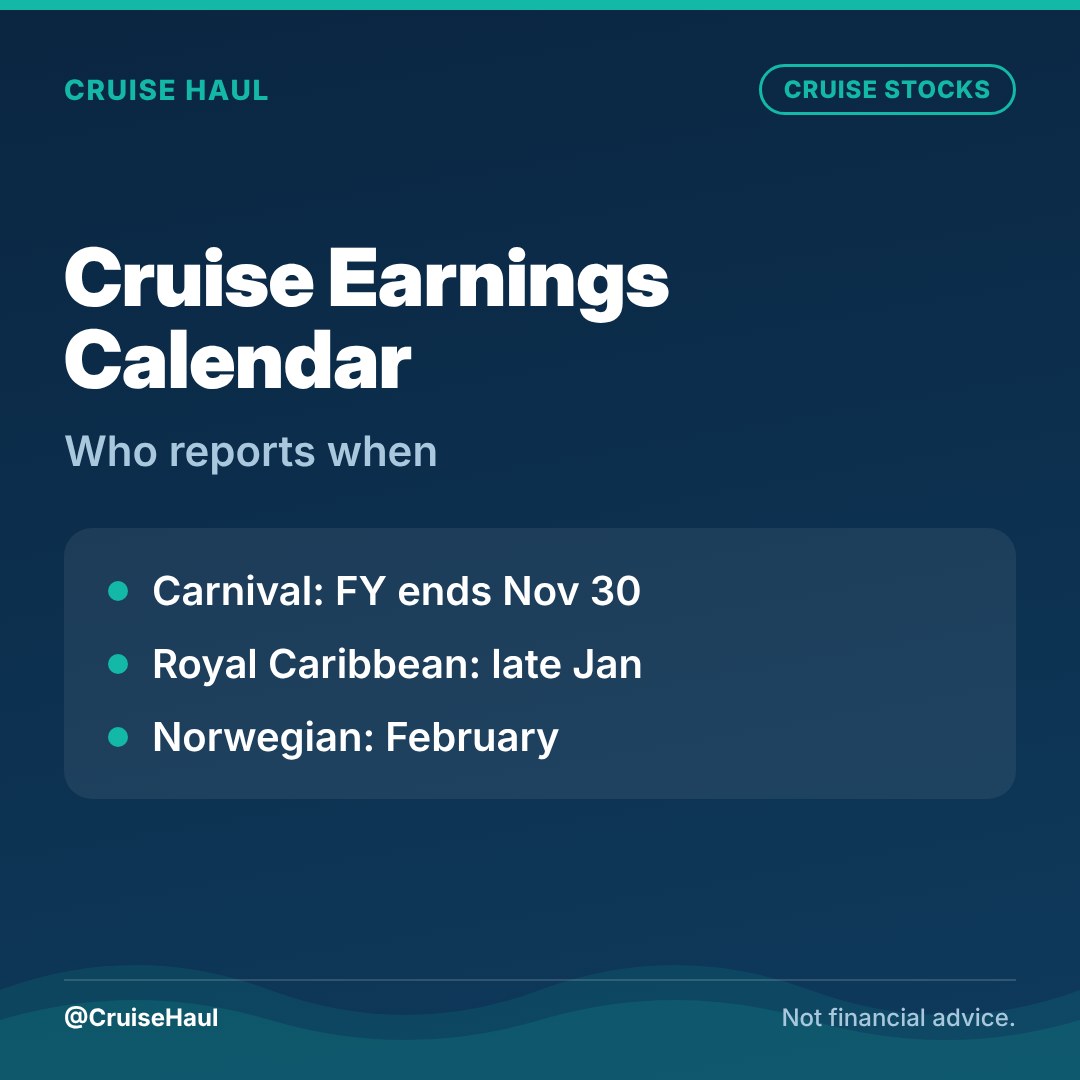 CRUISE HAUL
CRUISE STOCKS
Cruise Earnings
Calendar
Who reports when
Carnival: FY ends Nov 30
Royal Caribbean: late Jan
Norwegian: February
@CruiseHaul
Not financial advice.